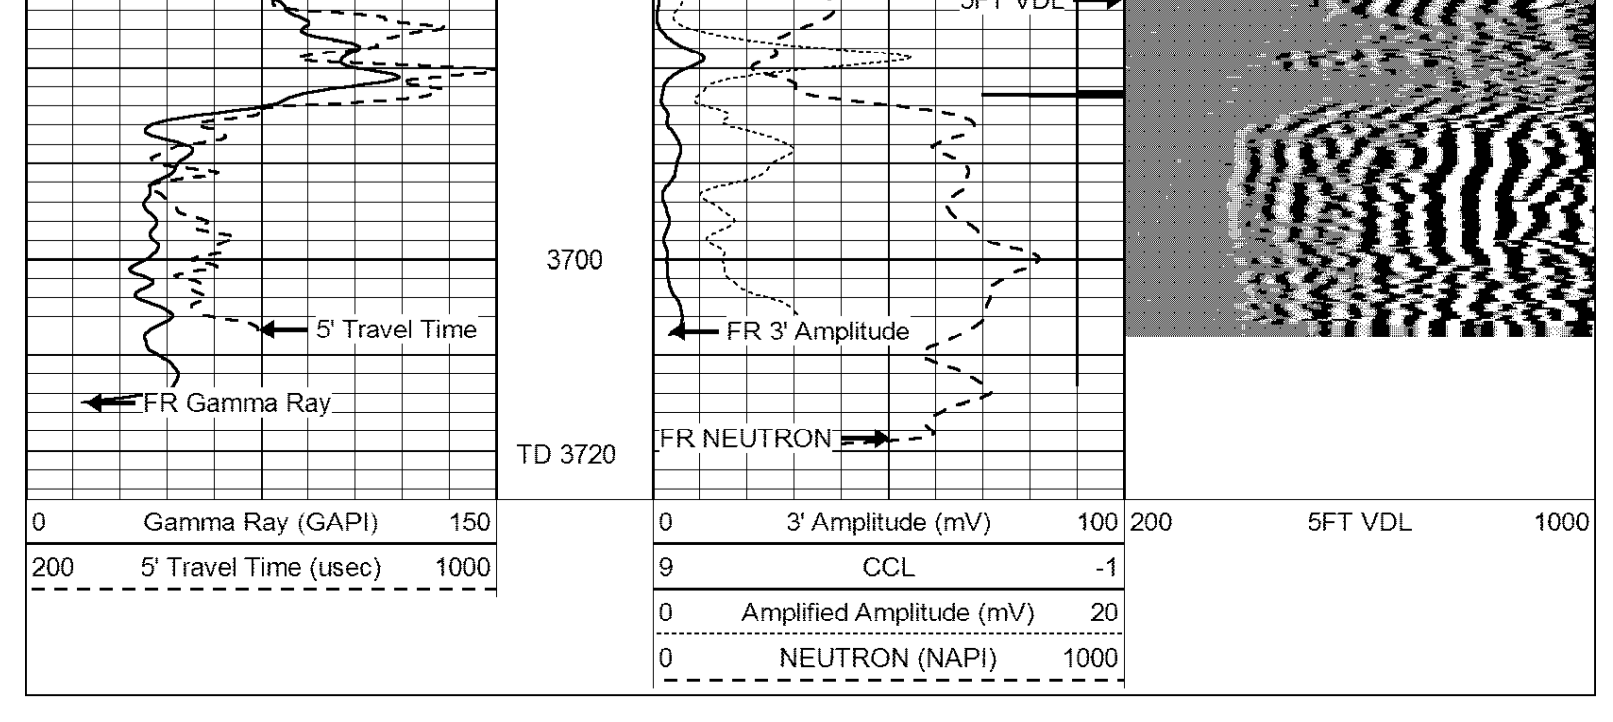 5FT VDL
3700
5' Travel Time
FR 3' Amplitude
FR Gamma Ray
FR NEUTRON
TD 3720
0 Gamma Ray (GAPI) 150
0 3' Amplitude (mV) 100
200 5FT VDL 1000
200 5' Travel Time (usec) 1000
9 CCL -1
0 Amplified Amplitude (mV) 20
0 NEUTRON (NAPI) 1000